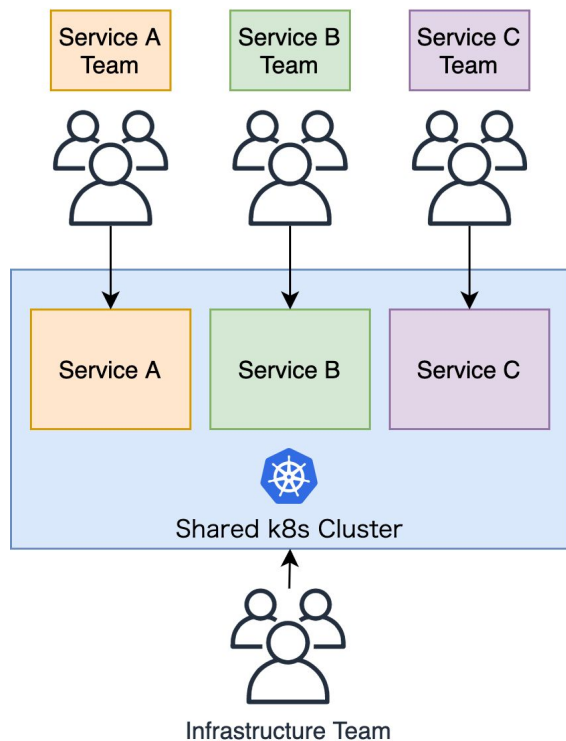 Service A
Team
Service B
Team
Service C
Team
Service A
Service B
Service C
Shared k8s Cluster
Infrastructure Team